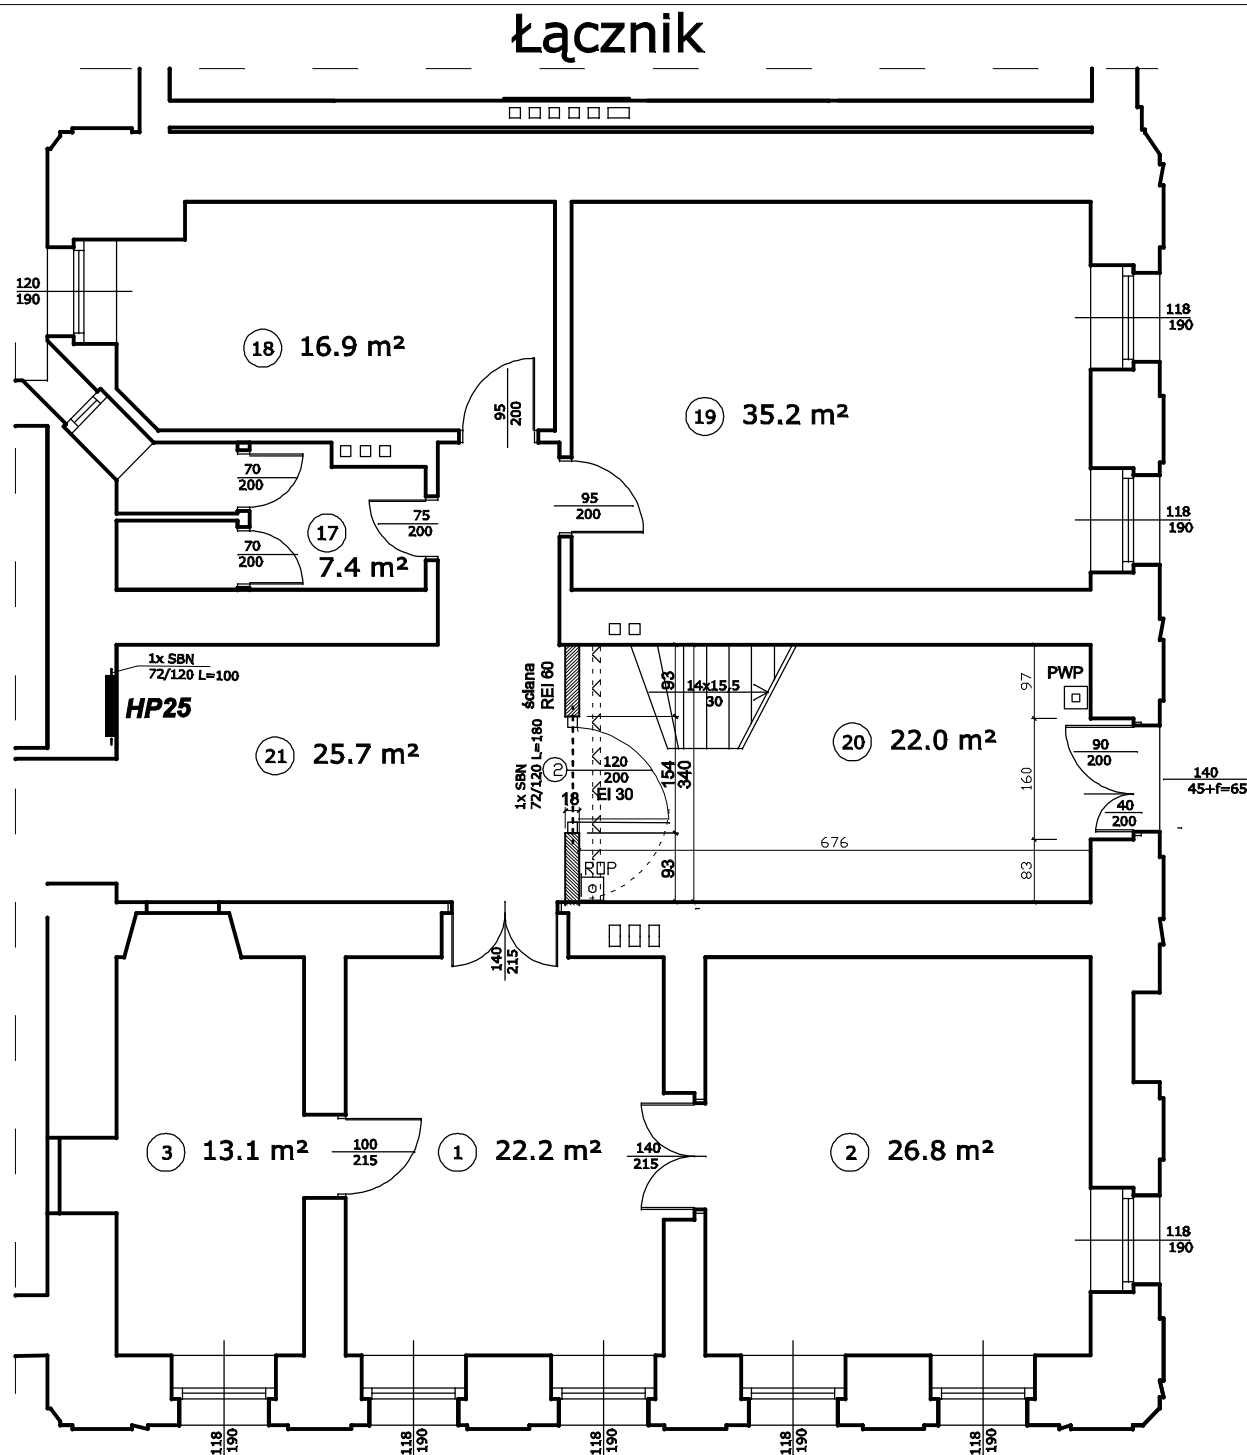 Łącznik
120
190
18 16.9 m²
118
190
19 35.2 m²
95
200
70
200
75
200
95
200
118
190
17
70
200
7.4 m²
1x SBN
72/120 L=100
HP25
ściana
REI 60
93
14x15.5
30
97
PWP
21 25.7 m²
1x SBN
72/120 L=180
2
120
200
EI 30
18
154
340
20 22.0 m²
90
200
160
140
45+f=65
40
200
676
ROP
93
83
140
215
3 13.1 m²
100
215
1 22.2 m²
140
215
2 26.8 m²
118
190
118
190
118
190
118
190
118
190
118
190